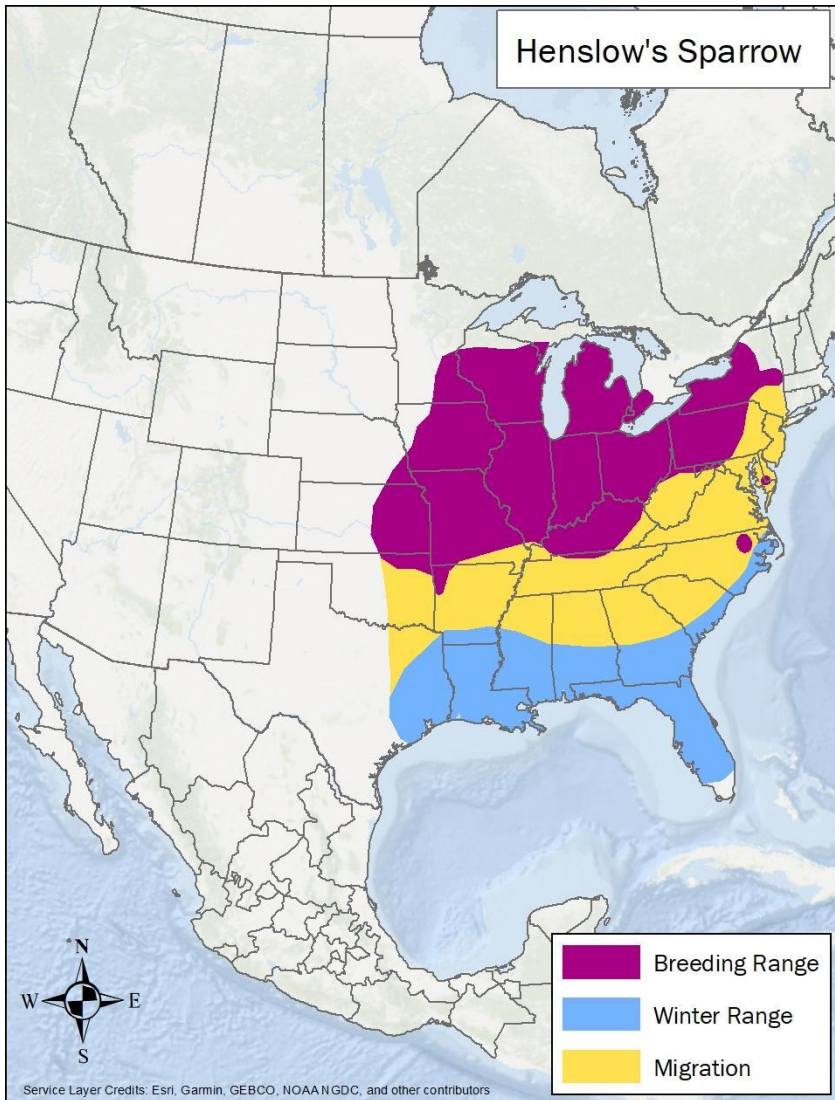 Henslow's Sparrow
N
W E
S
Breeding Range
Winter Range
Migration
Service Layer Credits: Esri, Garmin, GEBCO, NOAA NGDC, and other contributors